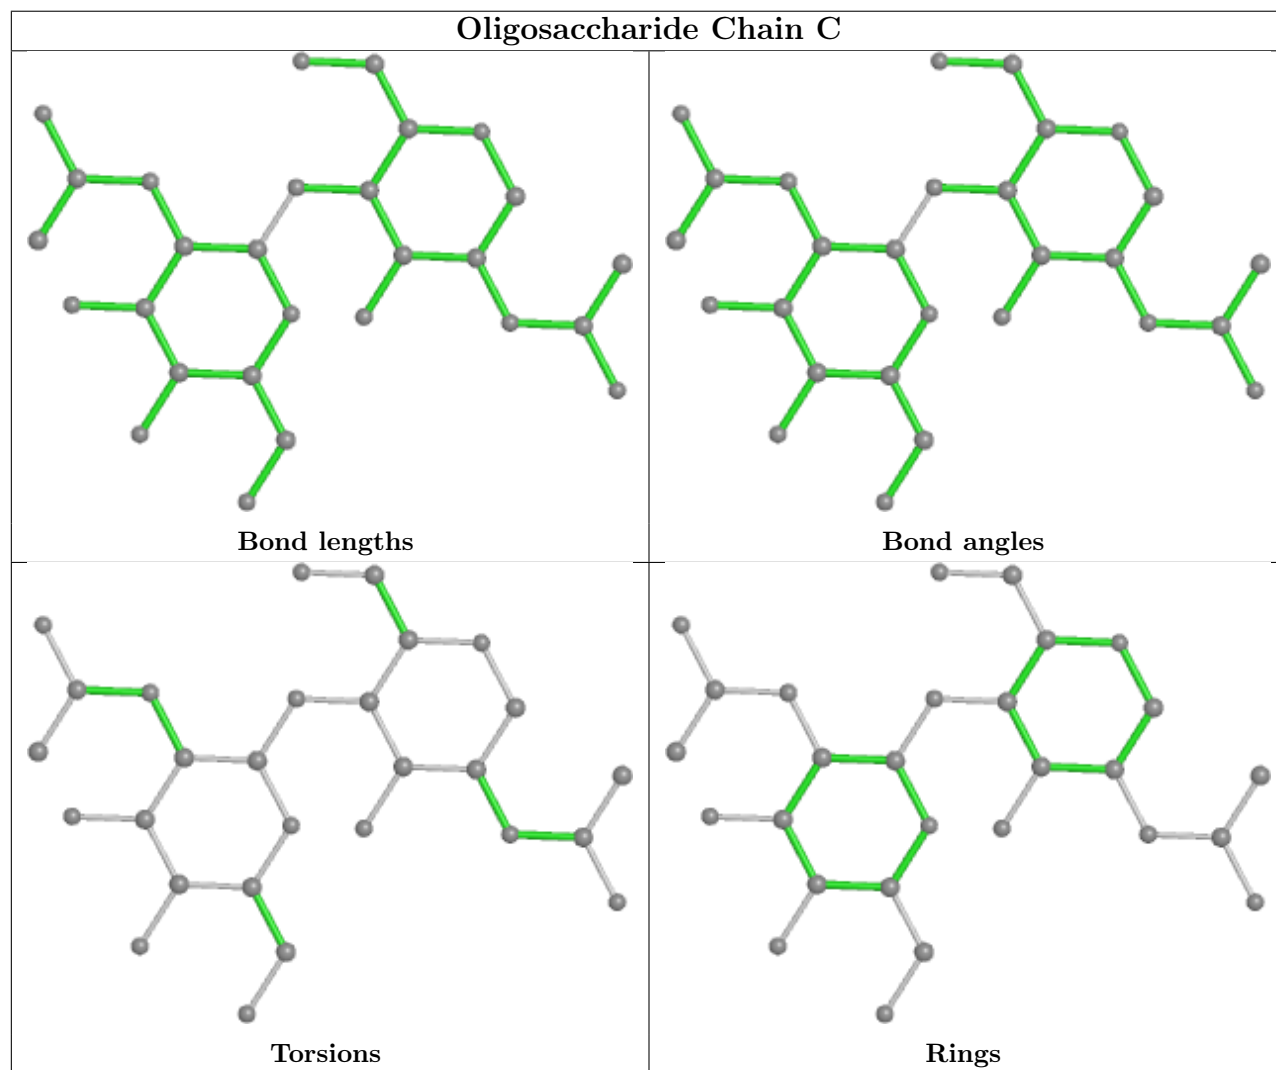 Oligosaccharide Chain C
Bond lengths
Bond angles
Torsions
Rings